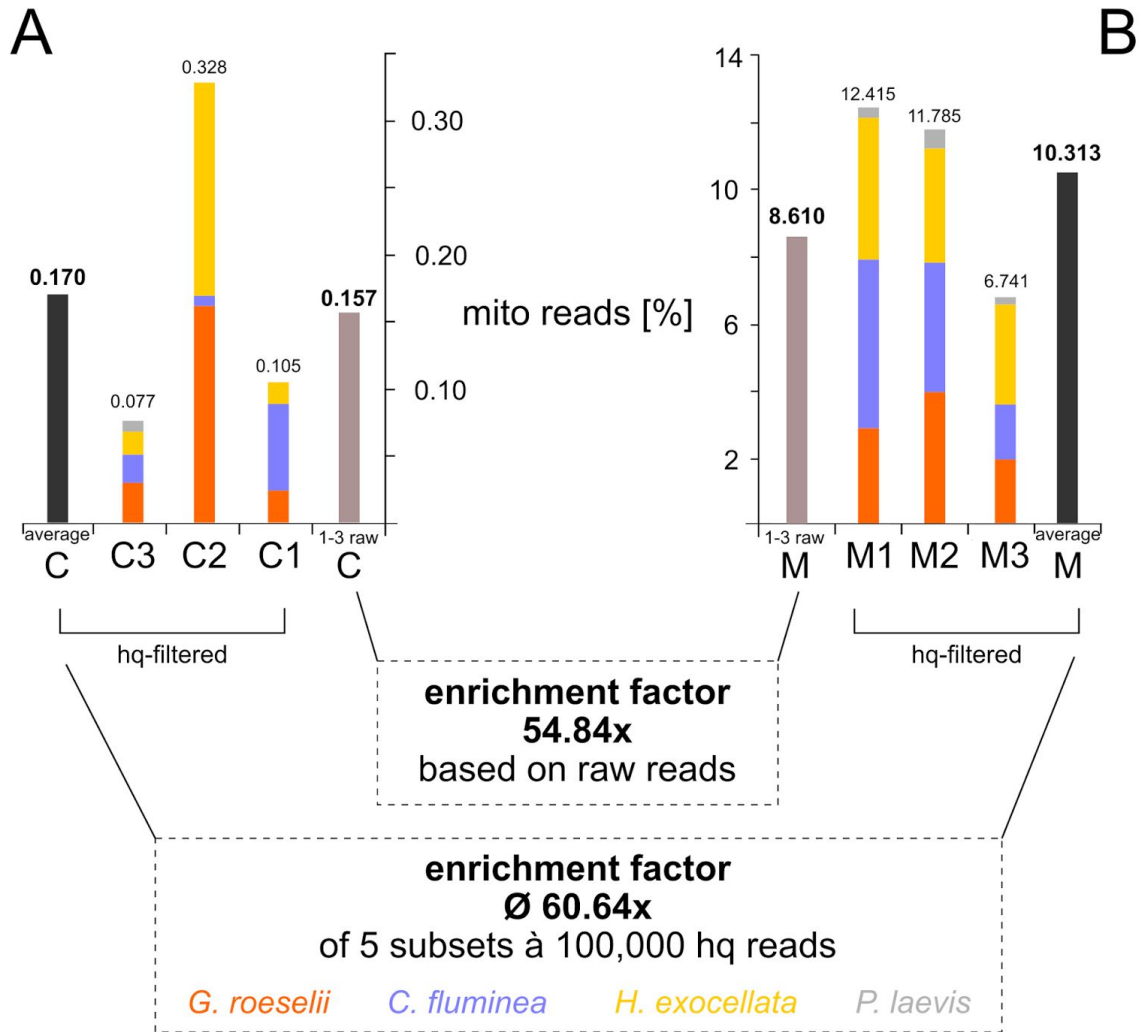 A
B
0.328
0.30
0.20
0.10
0.170
0.077
0.105
0.157
mito reads [%]
14
10
6
2
8.610
12.415
11.785
6.741
10.313
average
C
C3
C2
C1
1-3 raw
C
1-3 raw
M
M1
M2
M3
average
M
hq-filtered
hq-filtered
enrichment factor
54.84x
based on raw reads
enrichment factor
Ø 60.64x
of 5 subsets à 100,000 hq reads
G. roeselii C. fluminea H. exocellata P. laevis